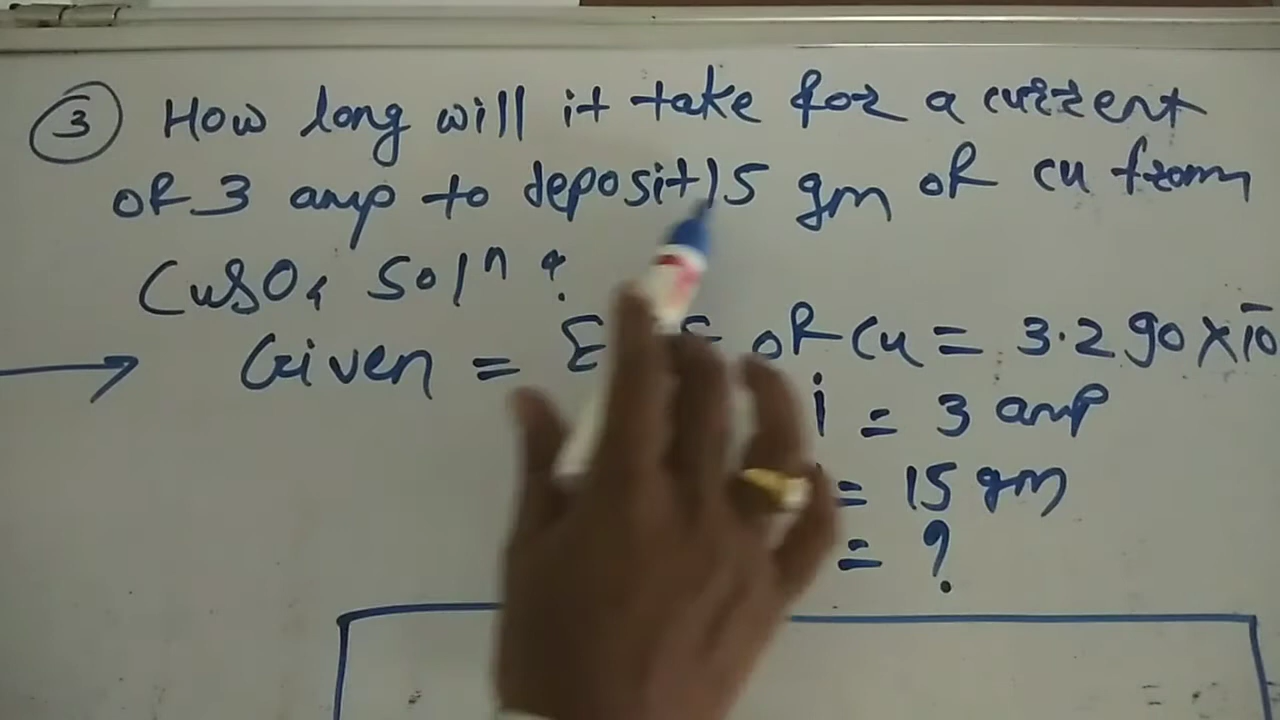 ③ How long will it take for a current
of 3 amp to deposit 15 gm of cu from
CuSO4 Solⁿ ?
Given = of Cu = 3.290 × 10
i = 3 amp
= 15 gm
= ?